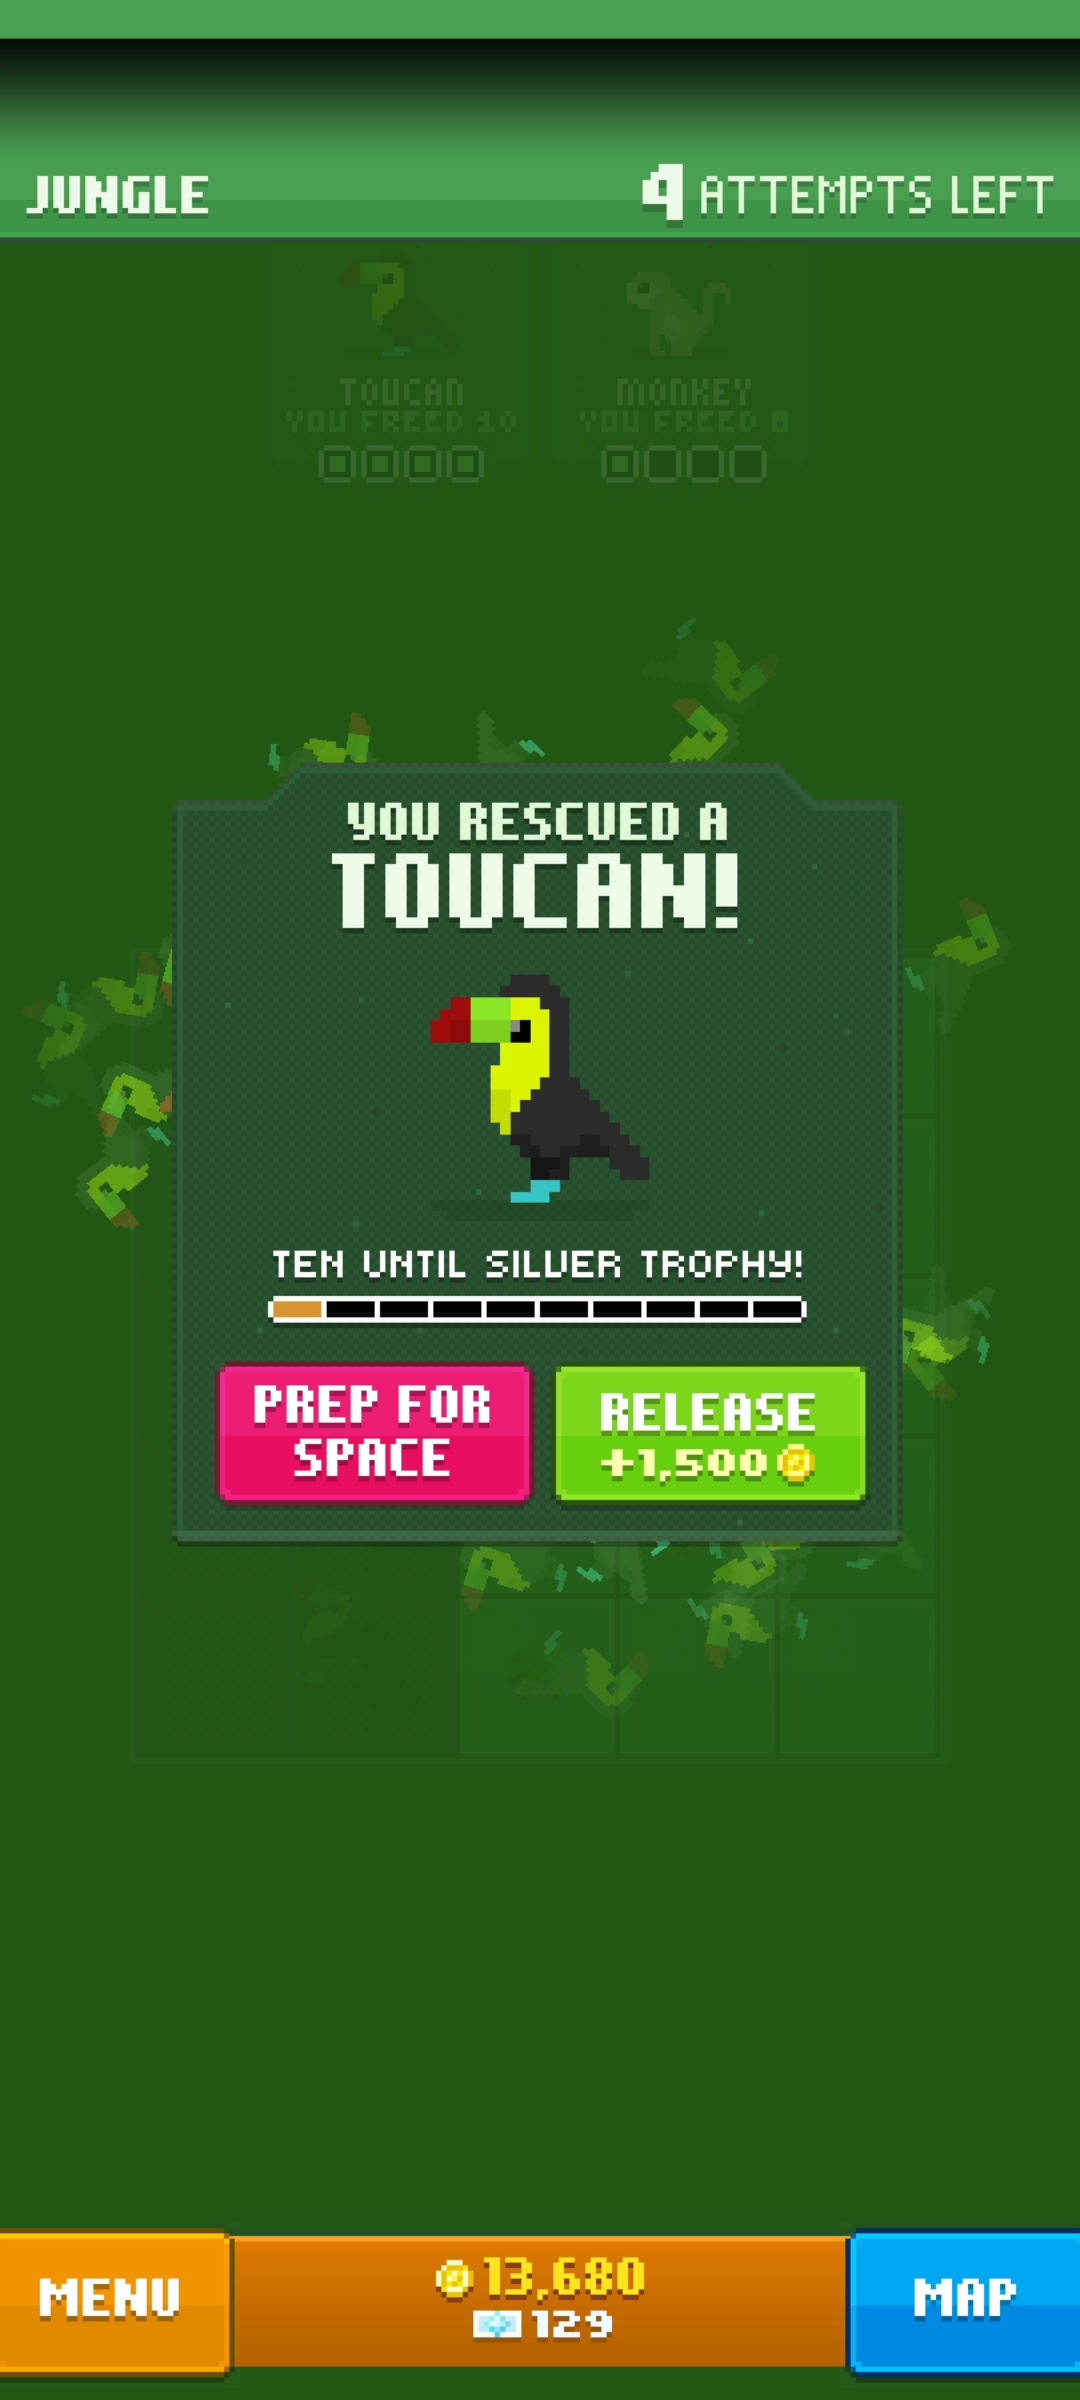 JUNGLE
4 ATTEMPTS LEFT
TOUCAN
YOU FREED 10
MONKEY
YOU FREED 8
YOU RESCUED A
TOUCAN!
TEN UNTIL SILVER TROPHY!
PREP FOR
SPACE
RELEASE
+1,500
MENU
13,680
129
MAP